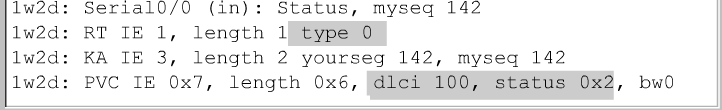 1w2d: Serial0/0 (in): Status, myseq 142
1w2d: RT IE 1, length 1 type 0
1w2d: KA IE 3, length 2 yourseg 142, myseq 142
1w2d: PVC IE 0x7, length 0x6, dlci 100, status 0x2, bw0